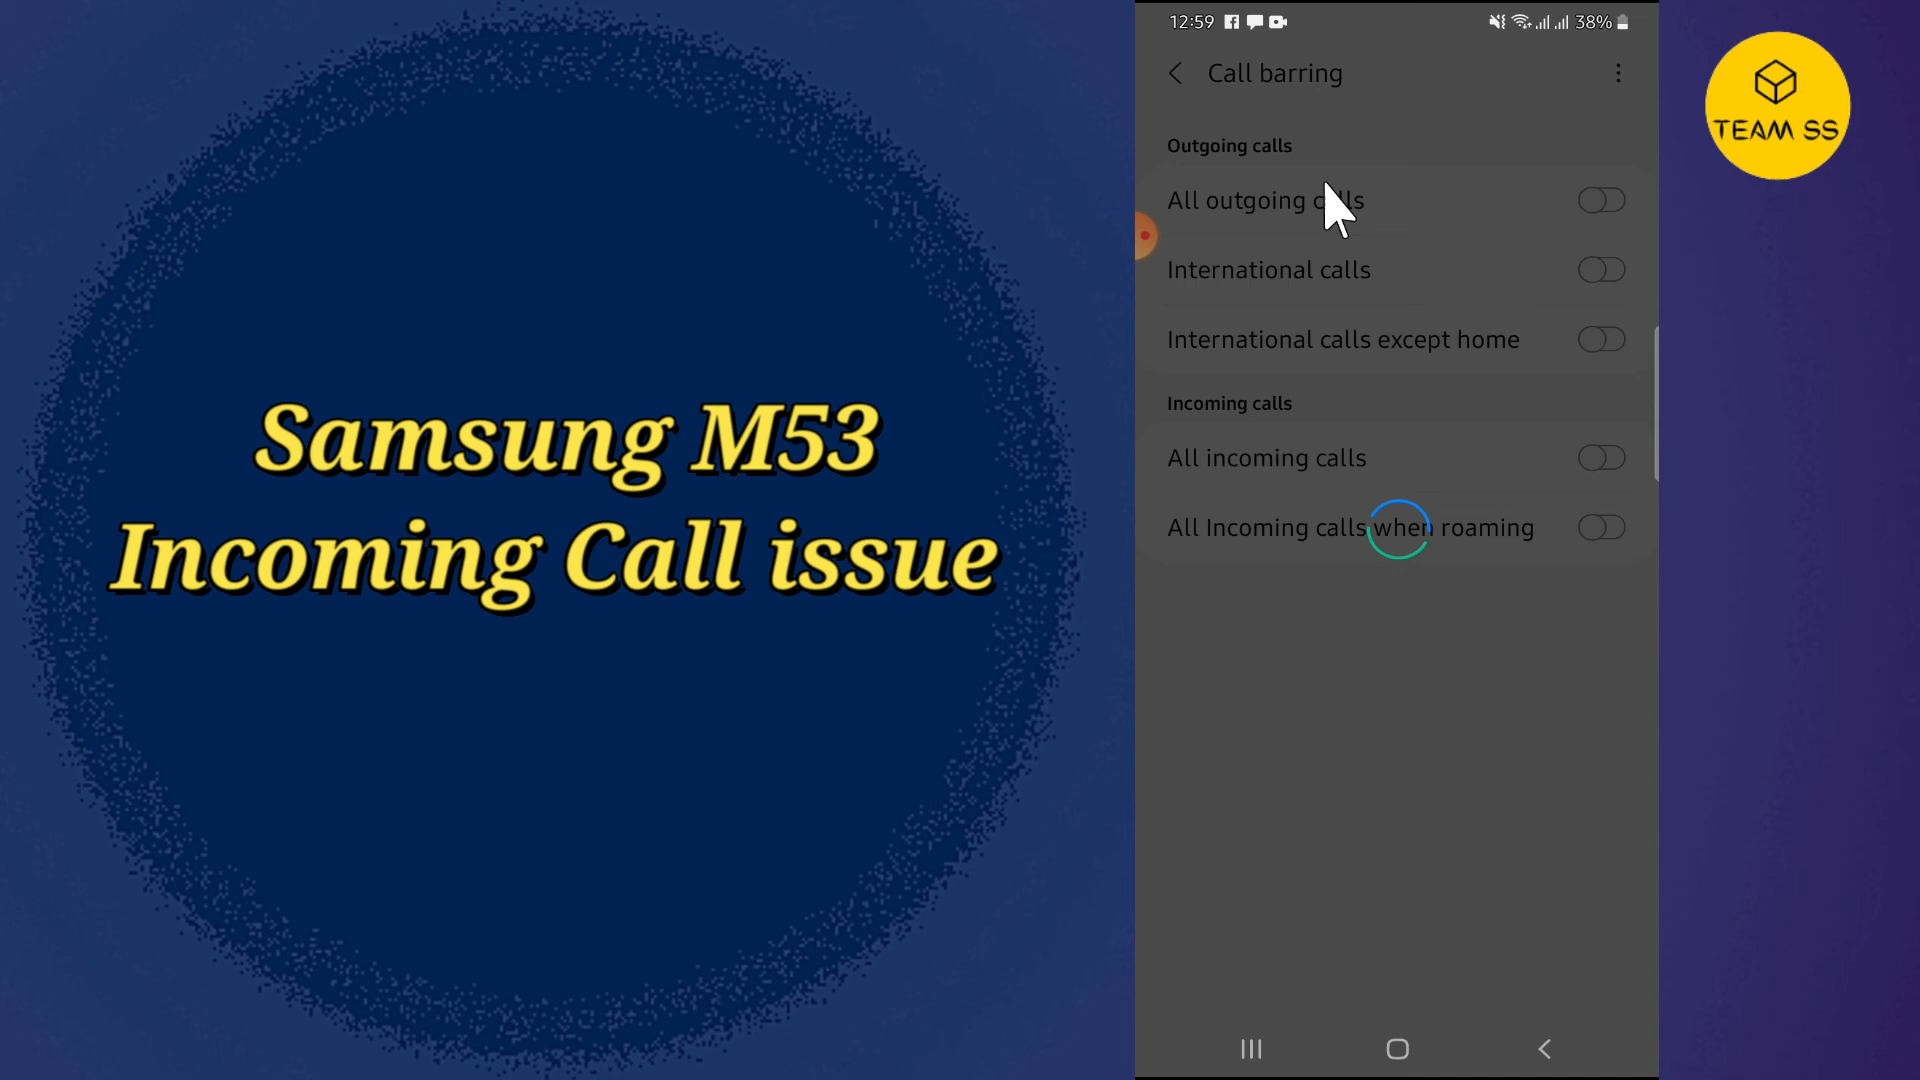 Samsung M53
Incoming Call issue
12:59
38%
Call barring
Outgoing calls
All outgoing calls
International calls
International calls except home
Incoming calls
All incoming calls
All Incoming calls when roaming
TEAM SS